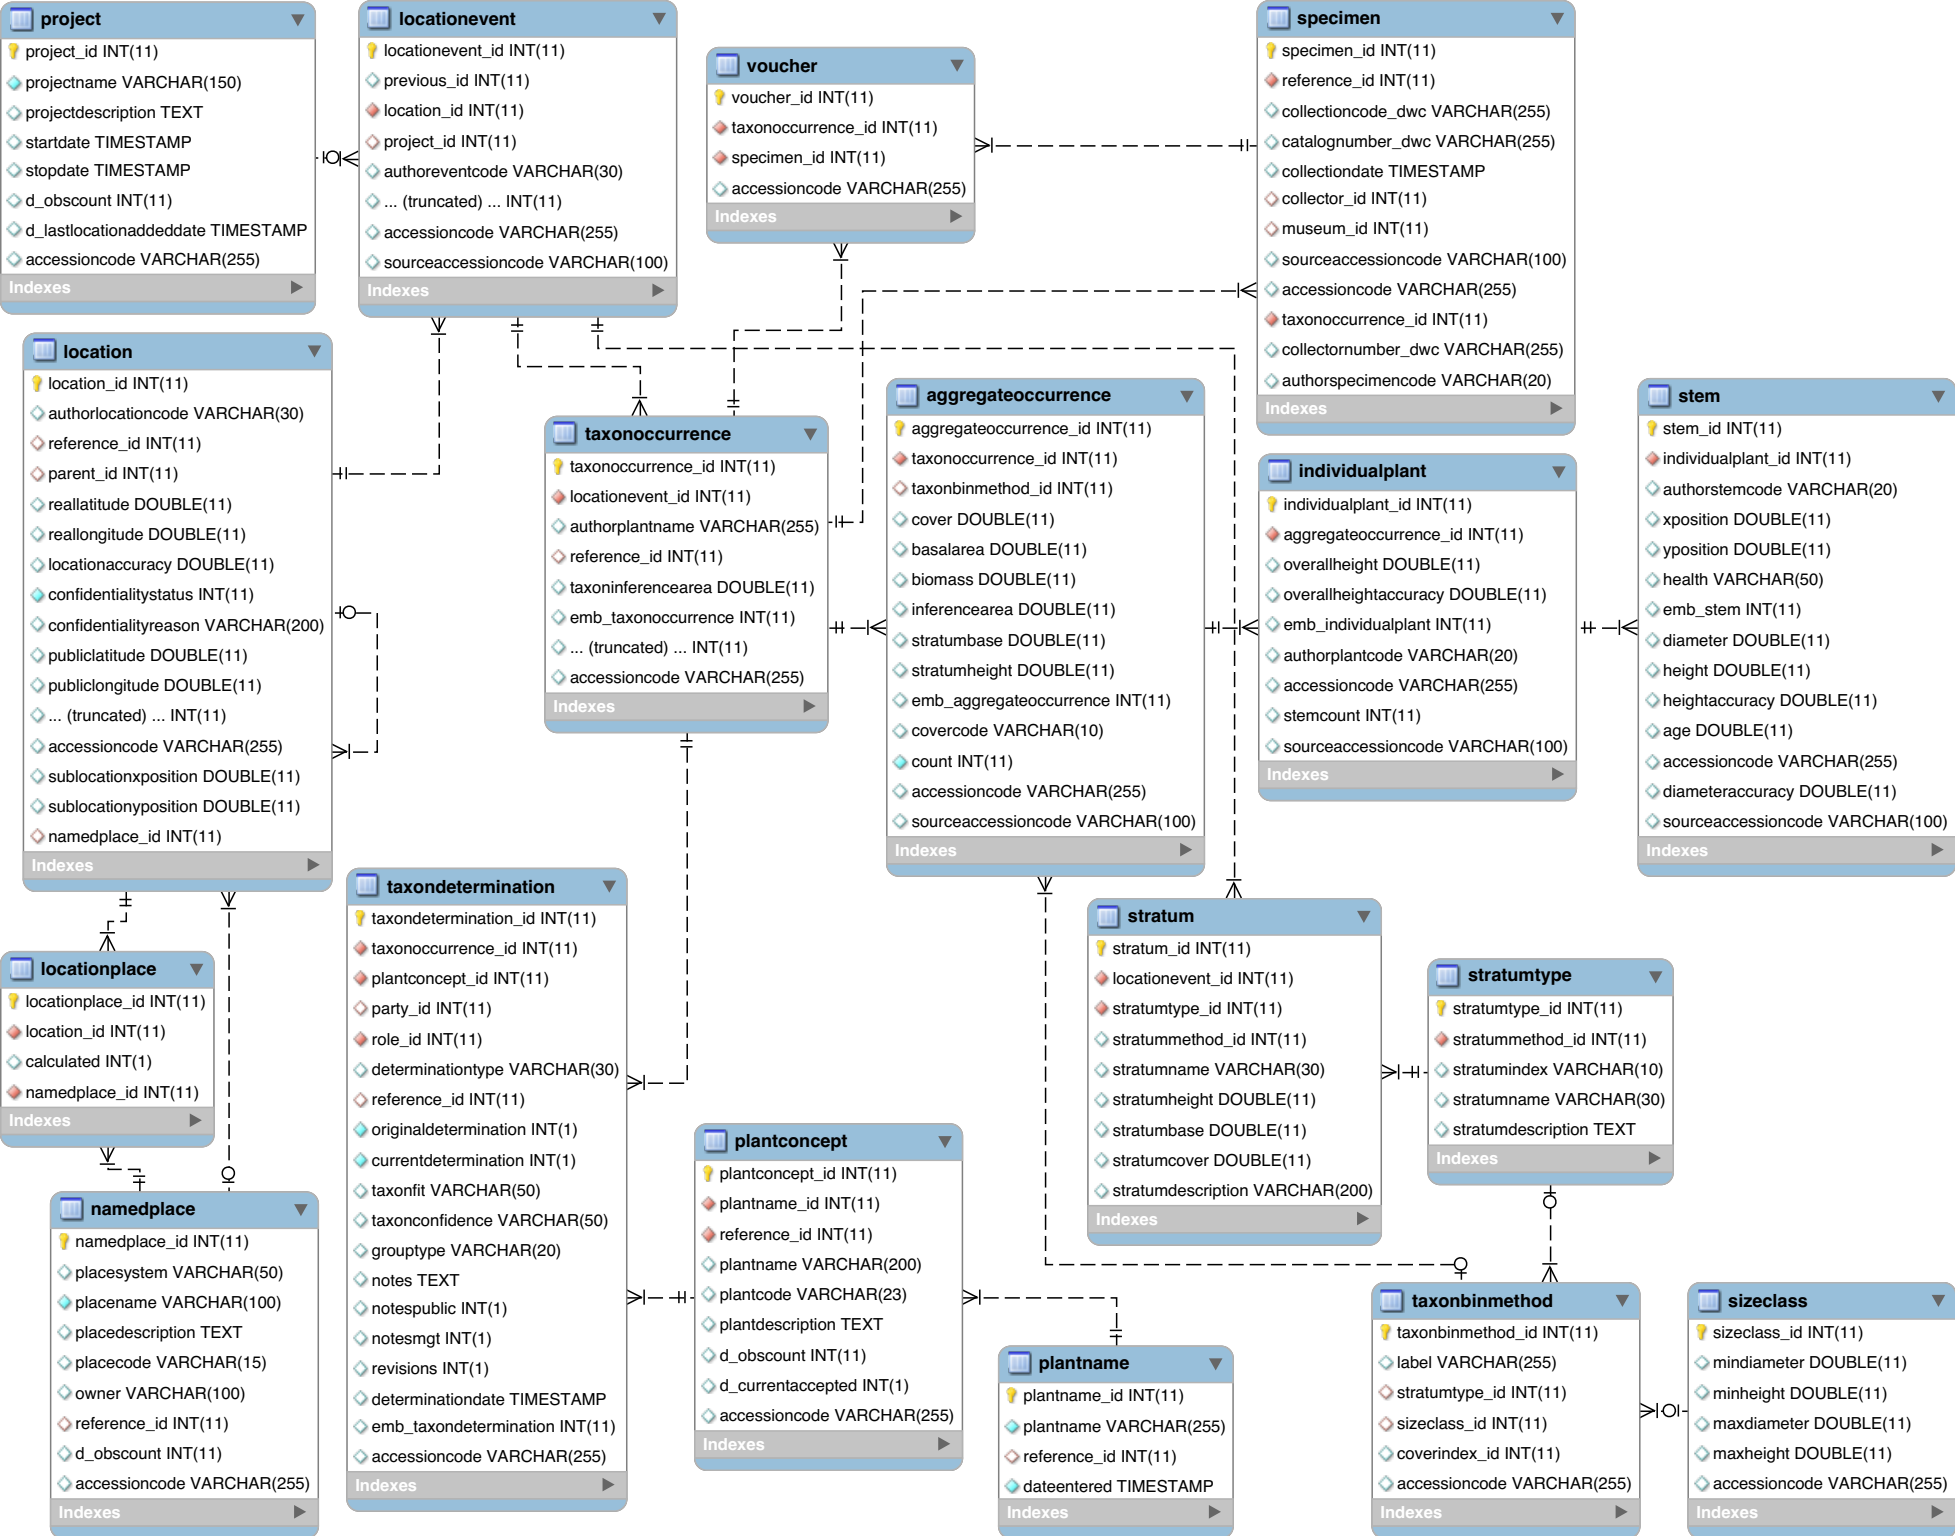 project
project_id INT(11)
projectname VARCHAR(150)
projectdescription TEXT
startdate TIMESTAMP
stopdate TIMESTAMP
d_obscount INT(11)
d_lastlocationaddeddate TIMESTAMP
accessioncode VARCHAR(255)
Indexes
locationevent
locationevent_id INT(11)
previous_id INT(11)
location_id INT(11)
project_id INT(11)
authoreventcode VARCHAR(30)
... (truncated) ... INT(11)
accessioncode VARCHAR(255)
sourceaccessioncode VARCHAR(100)
Indexes
voucher
voucher_id INT(11)
taxonoccurrence_id INT(11)
specimen_id INT(11)
accessioncode VARCHAR(255)
Indexes
specimen
specimen_id INT(11)
reference_id INT(11)
collectioncode_dwc VARCHAR(255)
catalognumber_dwc VARCHAR(255)
collectiondate TIMESTAMP
collector_id INT(11)
museum_id INT(11)
sourceaccessioncode VARCHAR(100)
accessioncode VARCHAR(255)
taxonoccurrence_id INT(11)
collectornumber_dwc VARCHAR(255)
authorspecimencode VARCHAR(20)
Indexes
location
location_id INT(11)
authorlocationcode VARCHAR(30)
reference_id INT(11)
parent_id INT(11)
reallatitude DOUBLE(11)
reallongitude DOUBLE(11)
locationaccuracy DOUBLE(11)
confidentialitystatus INT(11)
confidentialityreason VARCHAR(200)
publiclatitude DOUBLE(11)
publiclongitude DOUBLE(11)
... (truncated) ... INT(11)
accessioncode VARCHAR(255)
sublocationxposition DOUBLE(11)
sublocationyposition DOUBLE(11)
namedplace_id INT(11)
Indexes
taxonoccurrence
taxonoccurrence_id INT(11)
locationevent_id INT(11)
authorplantname VARCHAR(255)
reference_id INT(11)
taxoninferencearea DOUBLE(11)
emb_taxonoccurrence INT(11)
... (truncated) ... INT(11)
accessioncode VARCHAR(255)
Indexes
aggregateoccurrence
aggregateoccurrence_id INT(11)
taxonoccurrence_id INT(11)
taxonbinmethod_id INT(11)
cover DOUBLE(11)
basalarea DOUBLE(11)
biomass DOUBLE(11)
inferencearea DOUBLE(11)
stratumbase DOUBLE(11)
stratumheight DOUBLE(11)
emb_aggregateoccurrence INT(11)
covercode VARCHAR(10)
count INT(11)
accessioncode VARCHAR(255)
sourceaccessioncode VARCHAR(100)
Indexes
individualplant
individualplant_id INT(11)
aggregateoccurrence_id INT(11)
overallheight DOUBLE(11)
overallheightaccuracy DOUBLE(11)
emb_individualplant INT(11)
authorplantcode VARCHAR(20)
accessioncode VARCHAR(255)
stemcount INT(11)
sourceaccessioncode VARCHAR(100)
Indexes
stem
stem_id INT(11)
individualplant_id INT(11)
authorstemcode VARCHAR(20)
xposition DOUBLE(11)
yposition DOUBLE(11)
health VARCHAR(50)
emb_stem INT(11)
diameter DOUBLE(11)
height DOUBLE(11)
heightaccuracy DOUBLE(11)
age DOUBLE(11)
accessioncode VARCHAR(255)
diameteraccuracy DOUBLE(11)
sourceaccessioncode VARCHAR(100)
Indexes
locationplace
locationplace_id INT(11)
location_id INT(11)
calculated INT(1)
namedplace_id INT(11)
Indexes
namedplace
namedplace_id INT(11)
placesystem VARCHAR(50)
placename VARCHAR(100)
placedescription TEXT
placecode VARCHAR(15)
owner VARCHAR(100)
reference_id INT(11)
d_obscount INT(11)
accessioncode VARCHAR(255)
Indexes
taxondetermination
taxondetermination_id INT(11)
taxonoccurrence_id INT(11)
plantconcept_id INT(11)
party_id INT(11)
role_id INT(11)
determinationtype VARCHAR(30)
reference_id INT(11)
originaldetermination INT(1)
currentdetermination INT(1)
taxonfit VARCHAR(50)
taxonconfidence VARCHAR(50)
grouptype VARCHAR(20)
notes TEXT
notespublic INT(1)
notesmgt INT(1)
revisions INT(1)
determinationdate TIMESTAMP
emb_taxondetermination INT(11)
accessioncode VARCHAR(255)
Indexes
plantconcept
plantconcept_id INT(11)
plantname_id INT(11)
reference_id INT(11)
plantname VARCHAR(200)
plantcode VARCHAR(23)
plantdescription TEXT
d_obscount INT(11)
d_currentaccepted INT(1)
accessioncode VARCHAR(255)
Indexes
plantname
plantname_id INT(11)
plantname VARCHAR(255)
reference_id INT(11)
dateentered TIMESTAMP
Indexes
stratum
stratum_id INT(11)
locationevent_id INT(11)
stratumtype_id INT(11)
stratummethod_id INT(11)
stratumname VARCHAR(30)
stratumheight DOUBLE(11)
stratumbase DOUBLE(11)
stratumcover DOUBLE(11)
stratumdescription VARCHAR(200)
Indexes
stratumtype
stratumtype_id INT(11)
stratummethod_id INT(11)
stratumindex VARCHAR(10)
stratumname VARCHAR(30)
stratumdescription TEXT
Indexes
taxonbinmethod
taxonbinmethod_id INT(11)
label VARCHAR(255)
stratumtype_id INT(11)
sizeclass_id INT(11)
coverindex_id INT(11)
accessioncode VARCHAR(255)
Indexes
sizeclass
sizeclass_id INT(11)
mindiameter DOUBLE(11)
minheight DOUBLE(11)
maxdiameter DOUBLE(11)
maxheight DOUBLE(11)
accessioncode VARCHAR(255)
Indexes